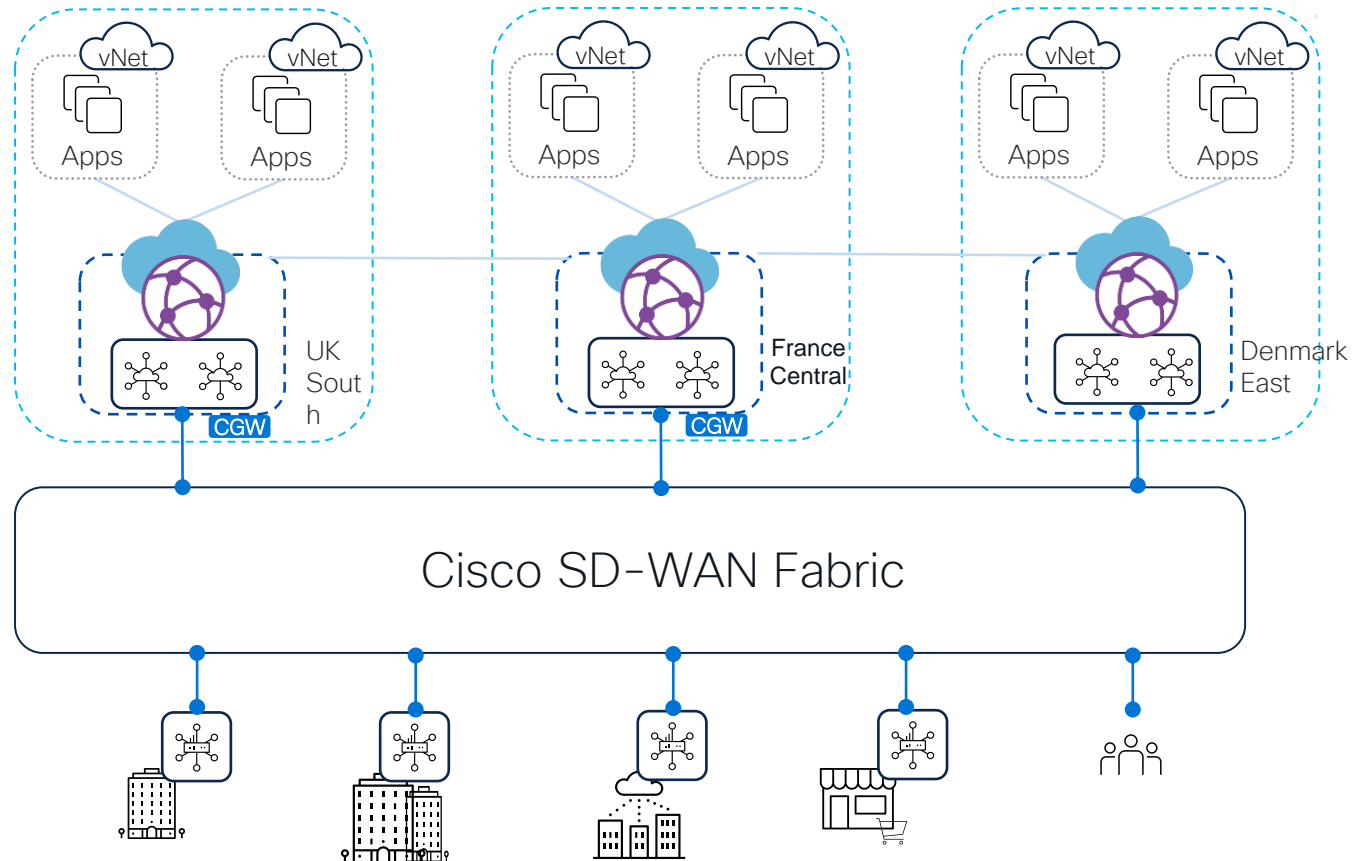 vNet
vNet
vNet
vNet
vNet
vNet
Apps
Apps
Apps
Apps
Apps
Apps
UK
Sout
h
France
Central
Denmark
East
CGW
CGW
Cisco SD-WAN Fabric